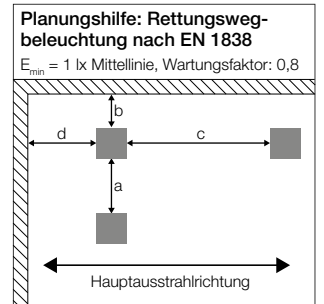 Planungshilfe: Rettungsweg-
beleuchtung nach EN 1838
Emin = 1 lx Mittellinie, Wartungsfaktor: 0,8
b
d
c
a
Hauptausstrahlrichtung